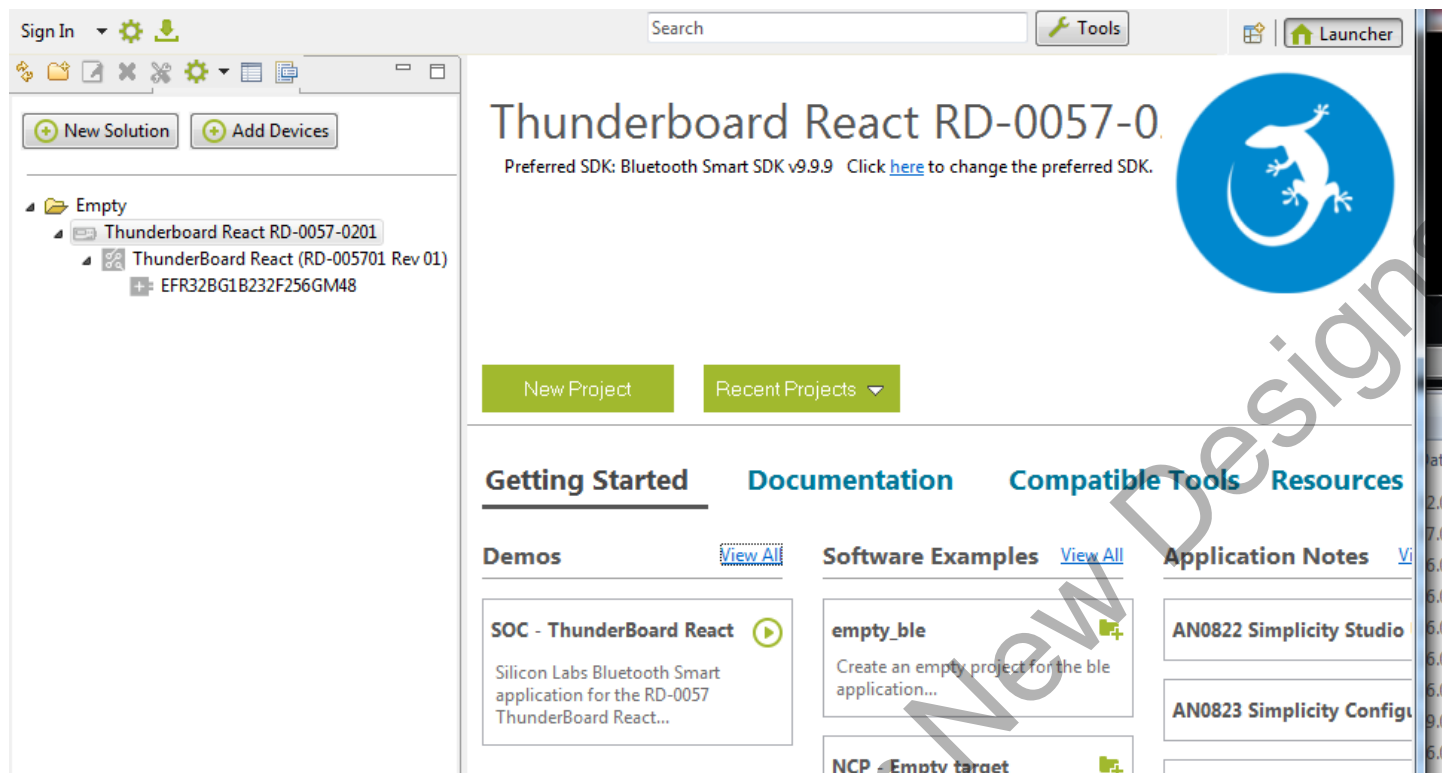 Sign In
Search
Tools
Launcher
New Solution
Add Devices
Empty
Thunderboard React RD-0057-0201
ThunderBoard React (RD-005701 Rev 01)
EFR32BG1B232F256GM48
Thunderboard React RD-0057-0
Preferred SDK: Bluetooth Smart SDK v9.9.9 Click here to change the preferred SDK.
New Project
Recent Projects
Getting Started
Documentation
Compatible Tools
Resources
Demos
View All
SOC - ThunderBoard React
Silicon Labs Bluetooth Smart
application for the RD-0057
ThunderBoard React...
Software Examples
View All
empty_ble
Create an empty project for the ble
application...
NCP - Empty target
Application Notes
AN0822 Simplicity Studio
AN0823 Simplicity Configu
New Designs